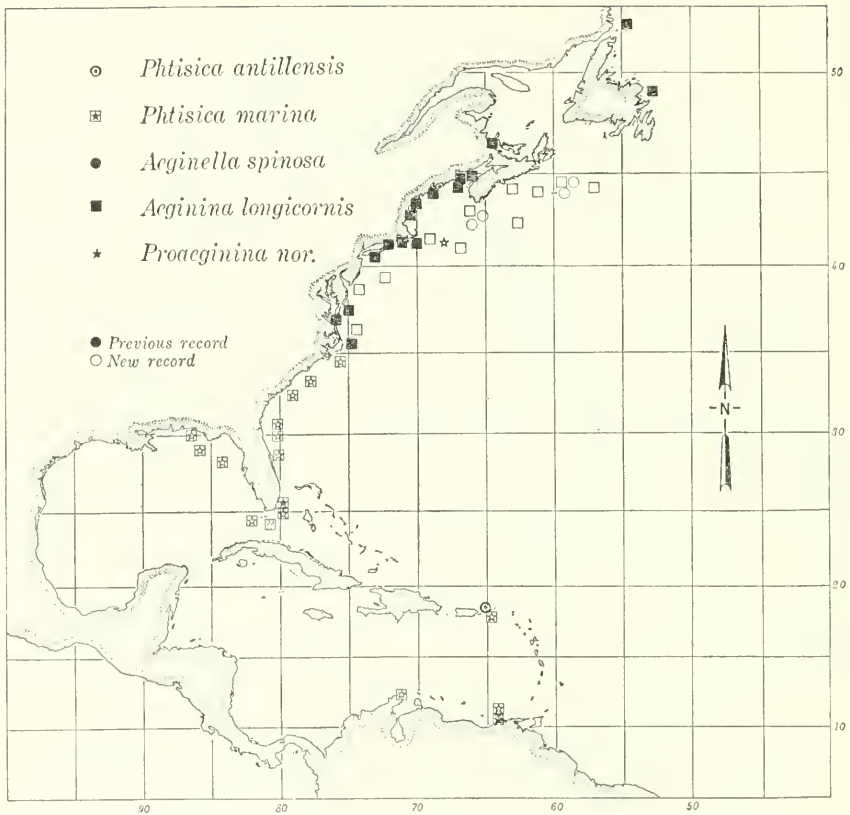 Phtisica antillensis
Phtisica marina
Aeginella spinosa
Aeginina longicornis
Proaeginina nor.
Previous record
New record
N
50
40
30
20
10
90
80
70
60
50